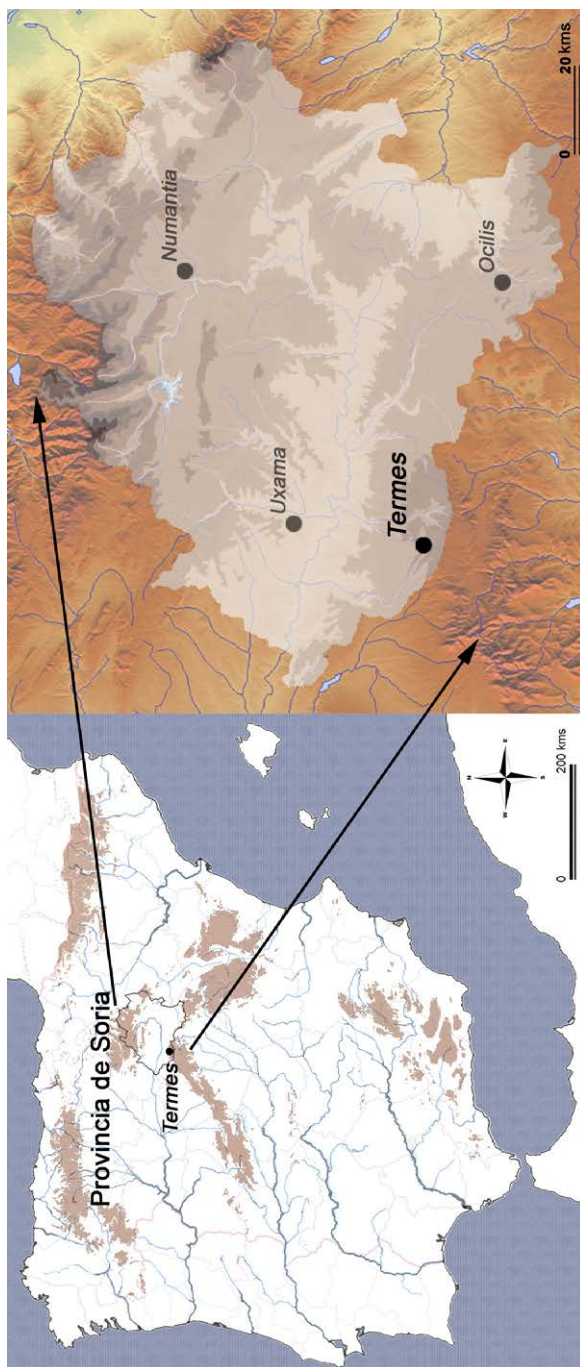 Provincia de Soria
Termes
N
W
E
S
0 200 kms
Numantia
Uxama
Termes
Ocilis
0 20 kms